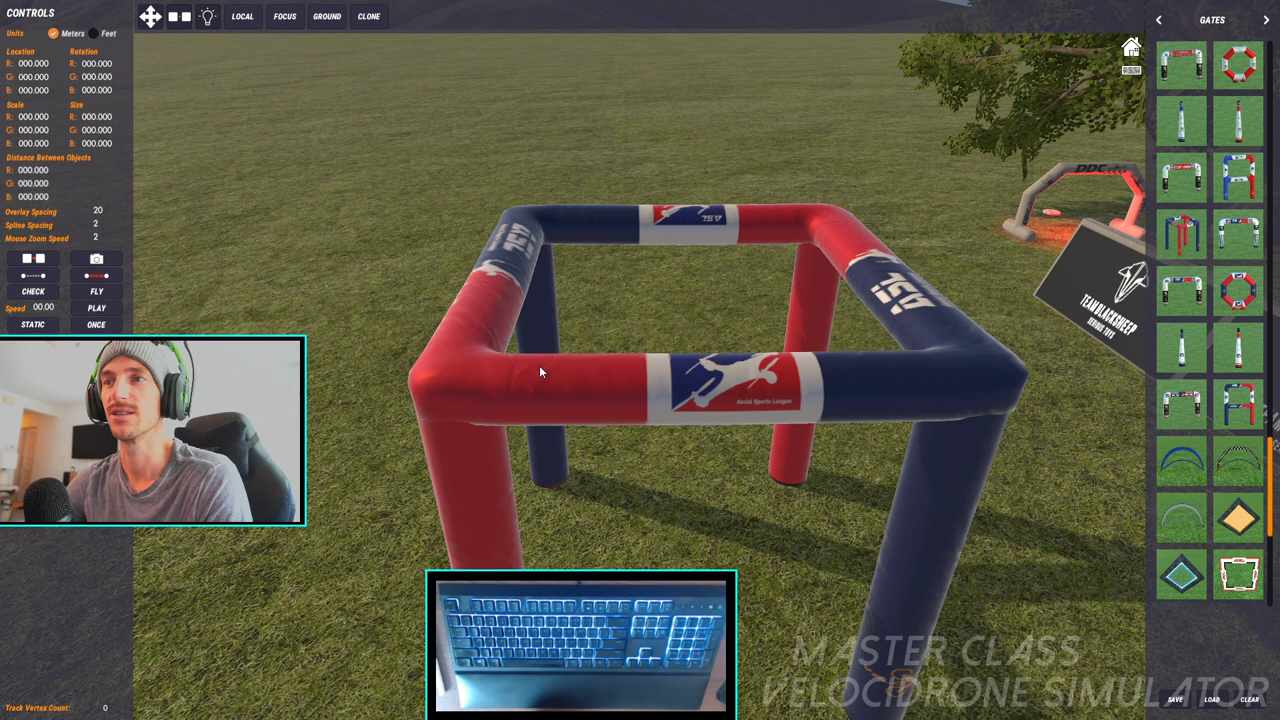 CONTROLS
Units Meters Feet
Location Rotation
R: 000.000 R: 000.000
G: 000.000 G: 000.000
B: 000.000 B: 000.000
Scale Size
R: 000.000 R: 000.000
G: 000.000 G: 000.000
B: 000.000 B: 000.000
Distance Between Objects
R: 000.000
G: 000.000
B: 000.000
Overlay Spacing 20
Spline Spacing 2
Mouse Zoom Speed 2
CHECK FLY
Speed 00.00 PLAY
STATIC ONCE
Track Vertex Count: 0
LOCAL FOCUS GROUND CLONE
GATES
ASL
ASL
ASL
Aerial Sports League
TEAM BLACKSHEEP
SERIOUS TOYS
MASTER CLASS
VELOCIDRONE SIMULATOR
SAVE LOAD CLEAR